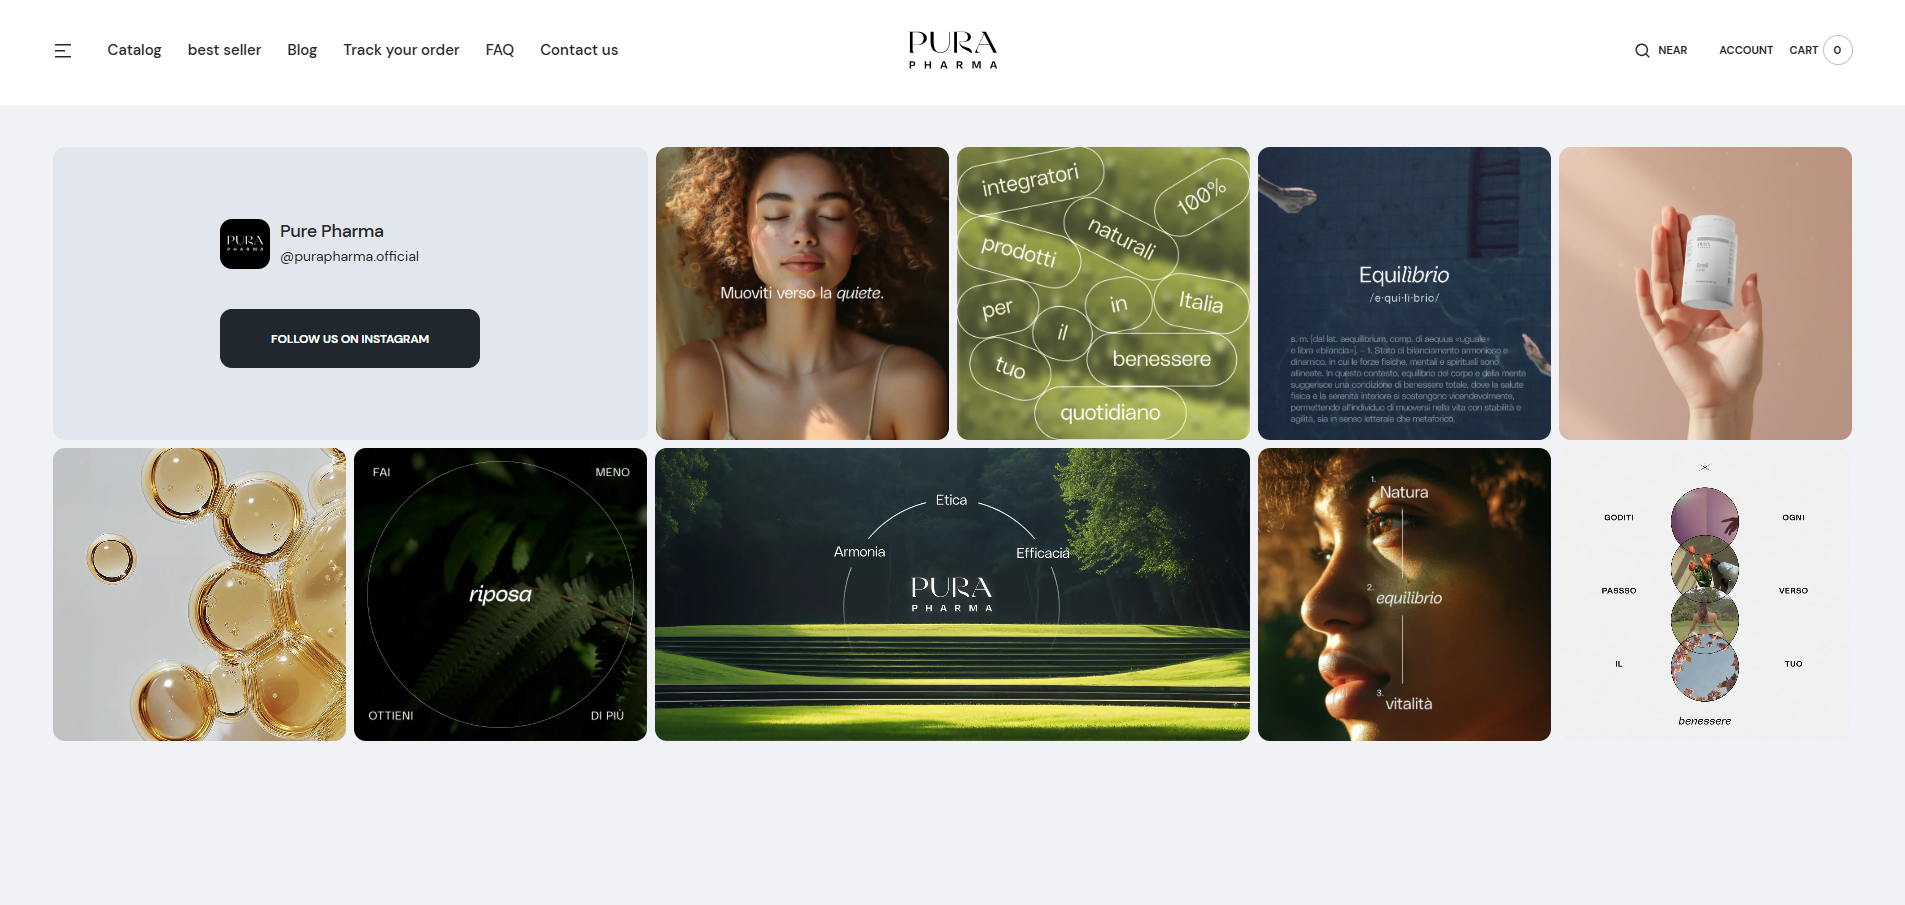 Catalog best seller Blog Track your order FAQ Contact us
PURA
PHARMA
NEAR ACCOUNT CART 0
PURA
PHARMA
Pure Pharma
@purapharma.official
FOLLOW US ON INSTAGRAM
Muoviti verso la quiete.
integratori
100%
prodotti
naturali
per
il
in
Italia
tuo
benessere
quotidiano
Equilìbrio
/e·qui·lì·brio/
s. m. [dal lat. aequilibrium, comp. di aequus «uguale»
e libra «bilancia»]. – 1. Stato di bilanciamento armonioso e
dinamico, in cui le forze fisiche, mentali e spirituali sono
allineate. In questo contesto, equilibrio del corpo e della mente
suggerisce una condizione di benessere totale, dove la salute
fisica e la serenità interiore si sostengono vicendevolmente,
permettendo all'individuo di muoversi nella vita con stabilità e
agilità, sia in senso letterale che metaforico.
PURA
PHARMA
FAI MENO
riposa
OTTIENI DI PIÙ
Etica
Armonia Efficacia
PURA
PHARMA
1. Natura
2. equilibrio
3. vitalità
GODITI OGNI
PASSSO VERSO
IL TUO
benessere